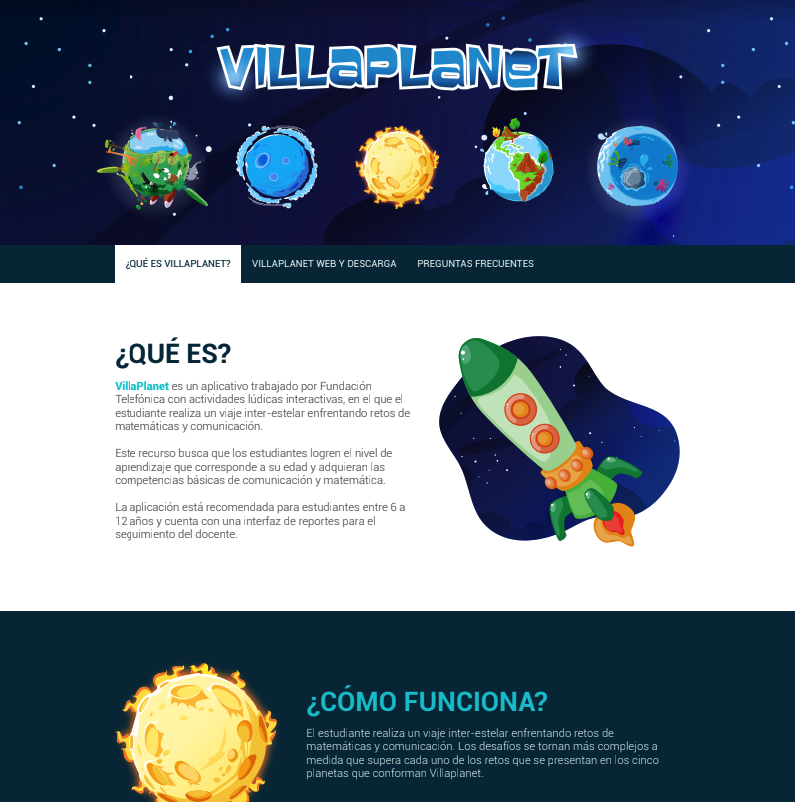 VILLAPLANET
¿QUÉ ES VILLAPLANET?
VILLAPLANET WEB Y DESCARGA
PREGUNTAS FRECUENTES
¿QUÉ ES?
VillaPlanet es un aplicativo trabajado por Fundación
Telefónica con actividades lúdicas interactivas, en el que el
estudiante realiza un viaje inter-estelar enfrentando retos de
matemáticas y comunicación.
Este recurso busca que los estudiantes logren el nivel de
aprendizaje que corresponde a su edad y adquieran las
competencias básicas de comunicación y matemática.
La aplicación está recomendada para estudiantes entre 6 a
12 años y cuenta con una interfaz de reportes para el
seguimiento del docente.
¿CÓMO FUNCIONA?
El estudiante realiza un viaje inter-estelar enfrentando retos de
matemáticas y comunicación. Los desafíos se tornan más complejos a
medida que supera cada uno de los retos que se presentan en los cinco
planetas que conforman Villaplanet.